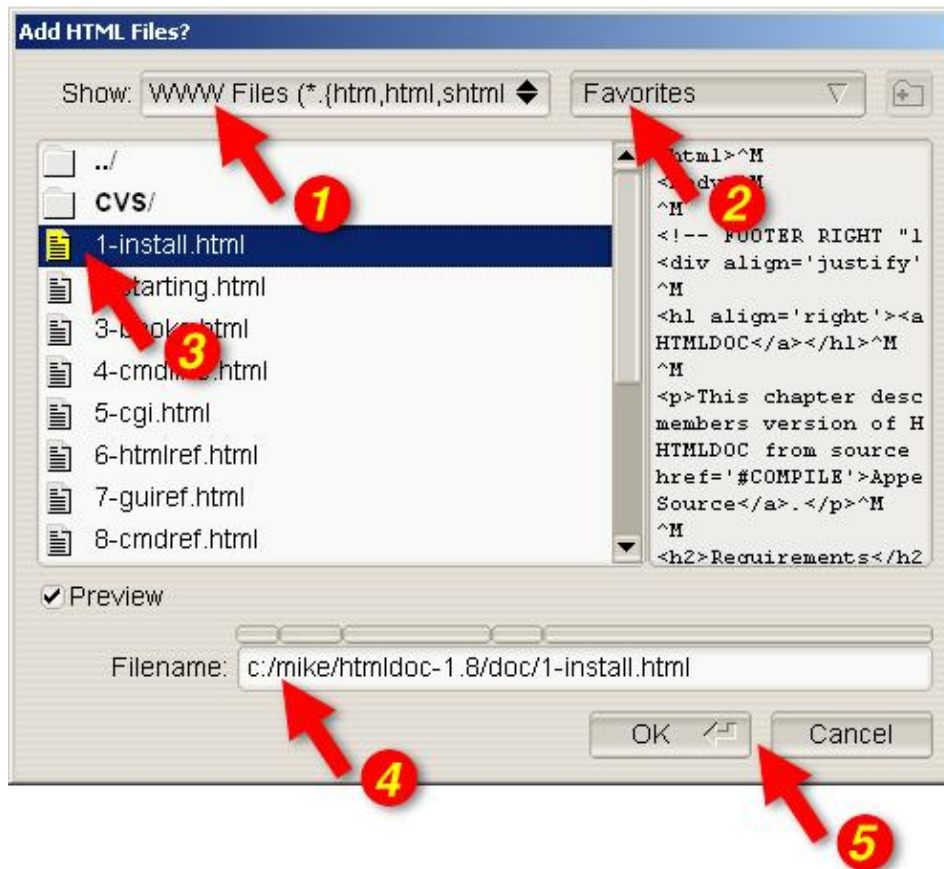 Add HTML Files?
Show: WWW Files (*.{htm,html,shtml Favorites
../
CVS/
1-install.html
starting.html
3-books.html
4-cmdline.html
5-cgi.html
6-htmlref.html
7-guiref.html
8-cmdref.html
html>^M
^M
^M
<!-- FOOTER RIGHT "1
<div align='justify'
^M
<h1 align='right'><a
HTMLDOC</a></h1>^M
^M
<p>This chapter desc
members version of H
HTMLDOC from source
href='#COMPILE'>Appe
Source</a>.</p>^M
^M
<h2>Requirements</h2
Preview
Filename: c:/mike/htmldoc-1.8/doc/1-install.html
OK Cancel
1
2
3
4
5